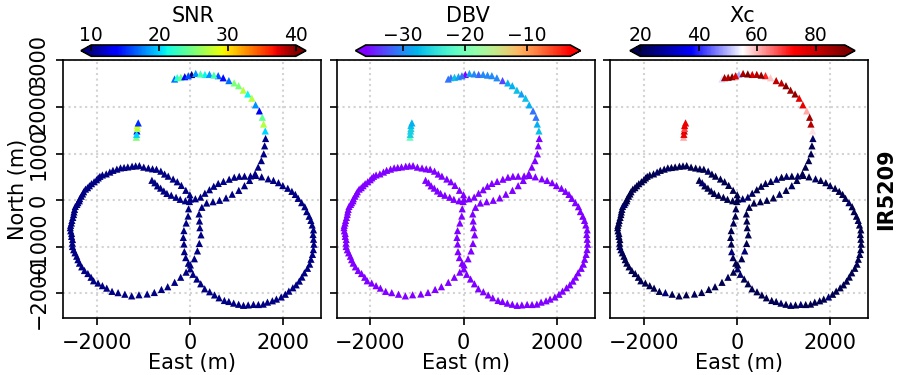 SNR DBV Xc
10 20 30 40 −30 −20 −10 20 40 60 80
3000
2000
1000
0
−1000
−2000
North (m)
−2000 0 2000 −2000 0 2000 −2000 0 2000
East (m) East (m) East (m)
IR5209